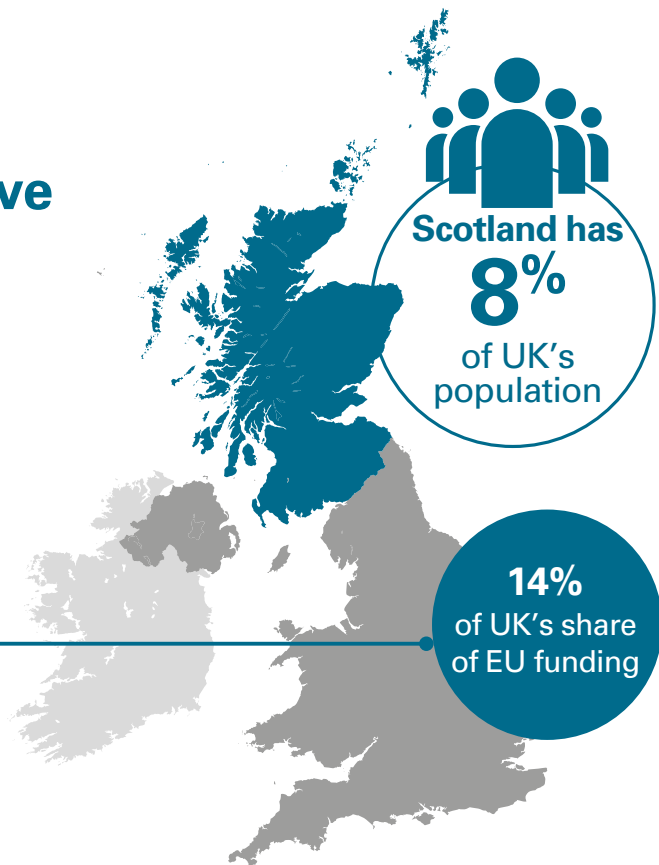 ve
Scotland has
8%
of UK's
population
14%
of UK's share
of EU funding